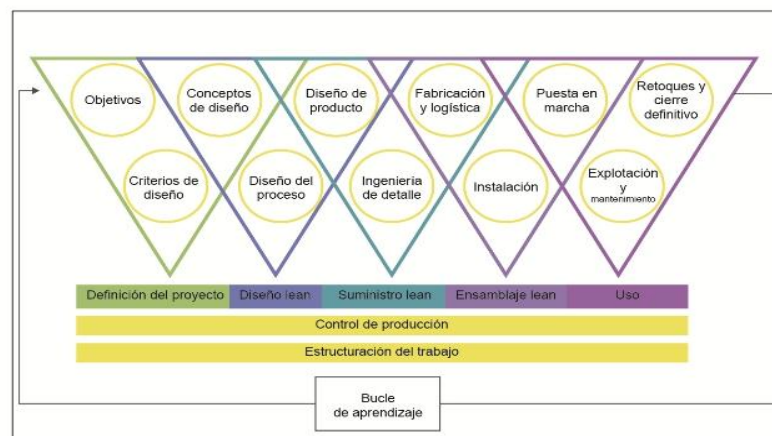 Objetivos
Conceptos
de diseño
Diseño de
producto
Fabricación
y logística
Puesta en
marcha
Retoques y
cierre
definitivo
Criterios de
diseño
Diseño del
proceso
Ingeniería
de detalle
Instalación
Explotación
y
mantenimiento
Definición del proyecto
Diseño lean
Suministro lean
Ensamblaje lean
Uso
Control de producción
Estructuración del trabajo
Bucle
de aprendizaje